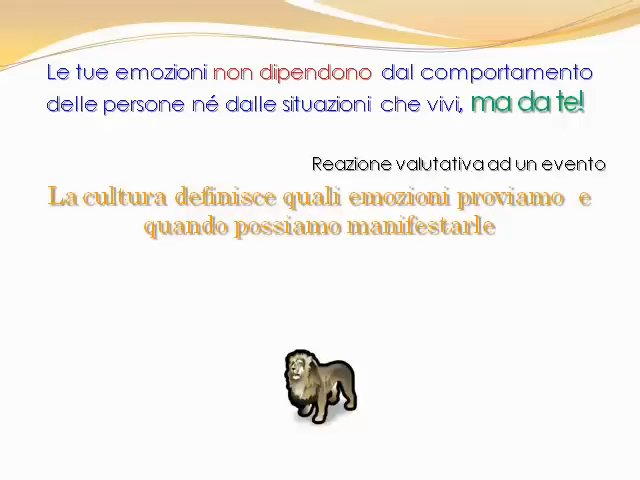 Le tue emozioni non dipendono dal comportamento
delle persone né dalle situazioni che vivi, ma da te!
Reazione valutativa ad un evento
La cultura definisce quali emozioni proviamo e
quando possiamo manifestarle